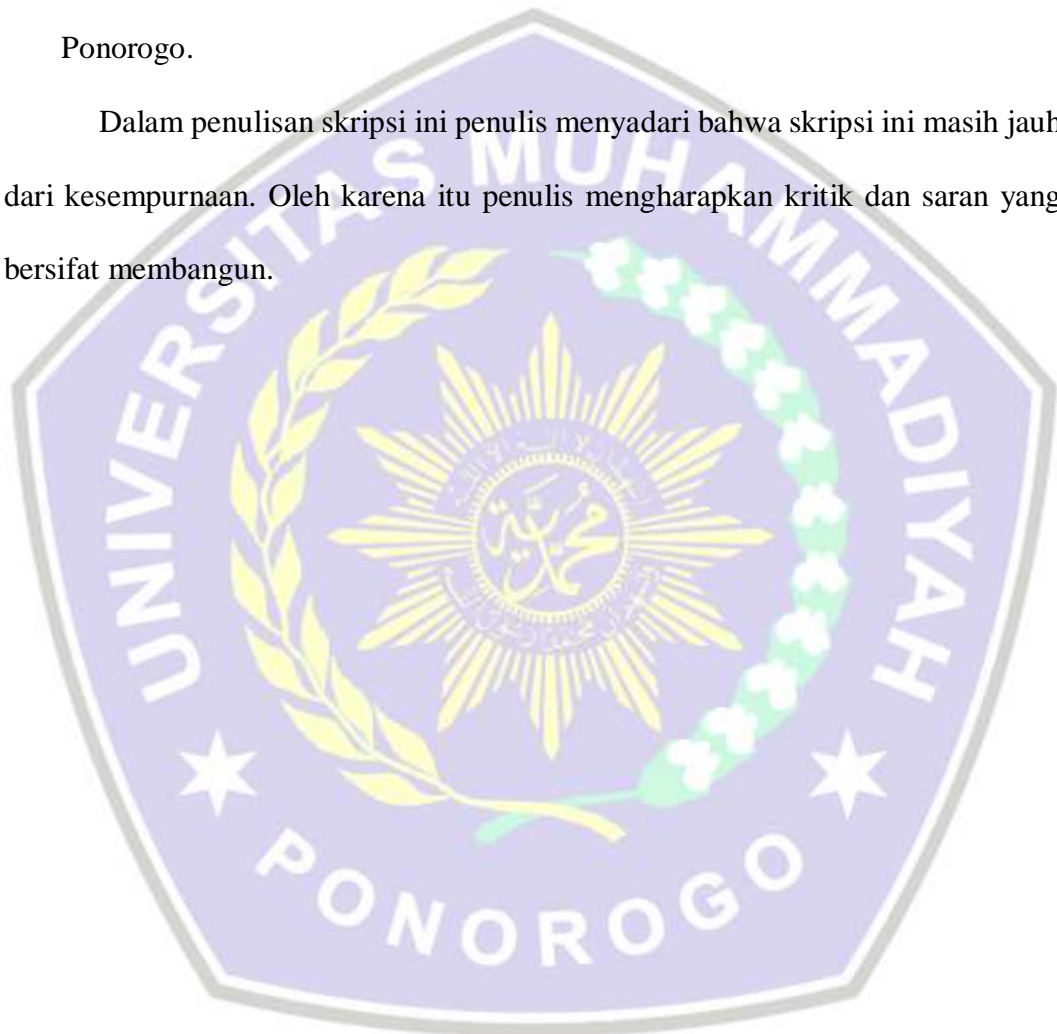 Ponorogo.
Dalam penulisan skripsi ini penulis menyadari bahwa skripsi ini masih jauh
dari kesempurnaan. Oleh karena itu penulis mengharapkan kritik dan saran yang
bersifat membangun.
UNIVERSITAS MUHAMMADIYAH
محمدية
PONOROGO